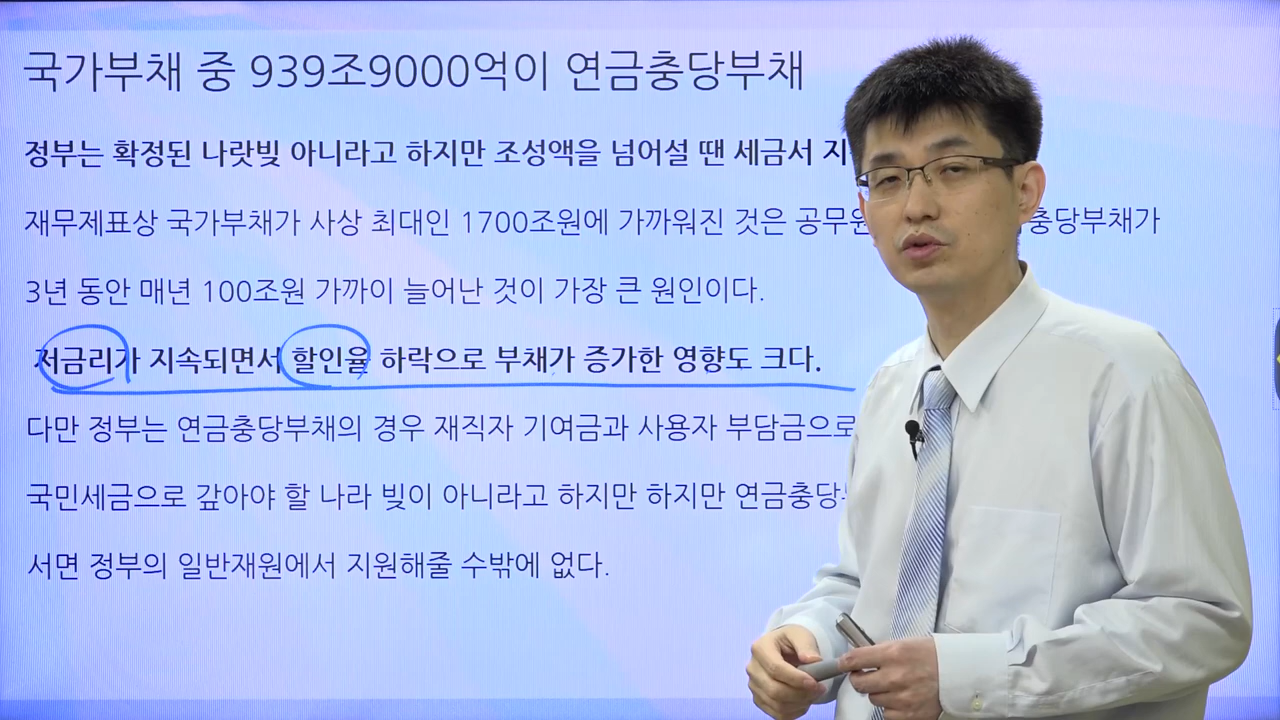 국가부채 중 939조9000억이 연금충당부채
정부는 확정된 나랏빚 아니라고 하지만 조성액을 넘어설 땐 세금서
재무제표상 국가부채가 사상 최대인 1700조원에 가까워진 것은 충당부채가
3년 동안 매년 100조원 가까이 늘어난 것이 가장 큰 원인이다.
저금리가 지속되면서 할인율 하락으로 부채가 증가한 영향도 크다.
다만 정부는 연금충당부채의 경우 재직자 기여금과 사용자 부담금으로
국민세금으로 갚아야 할 나라 빚이 아니라고 하지만 하지만
서면 정부의 일반재원에서 지원해줄 수밖에 없다.